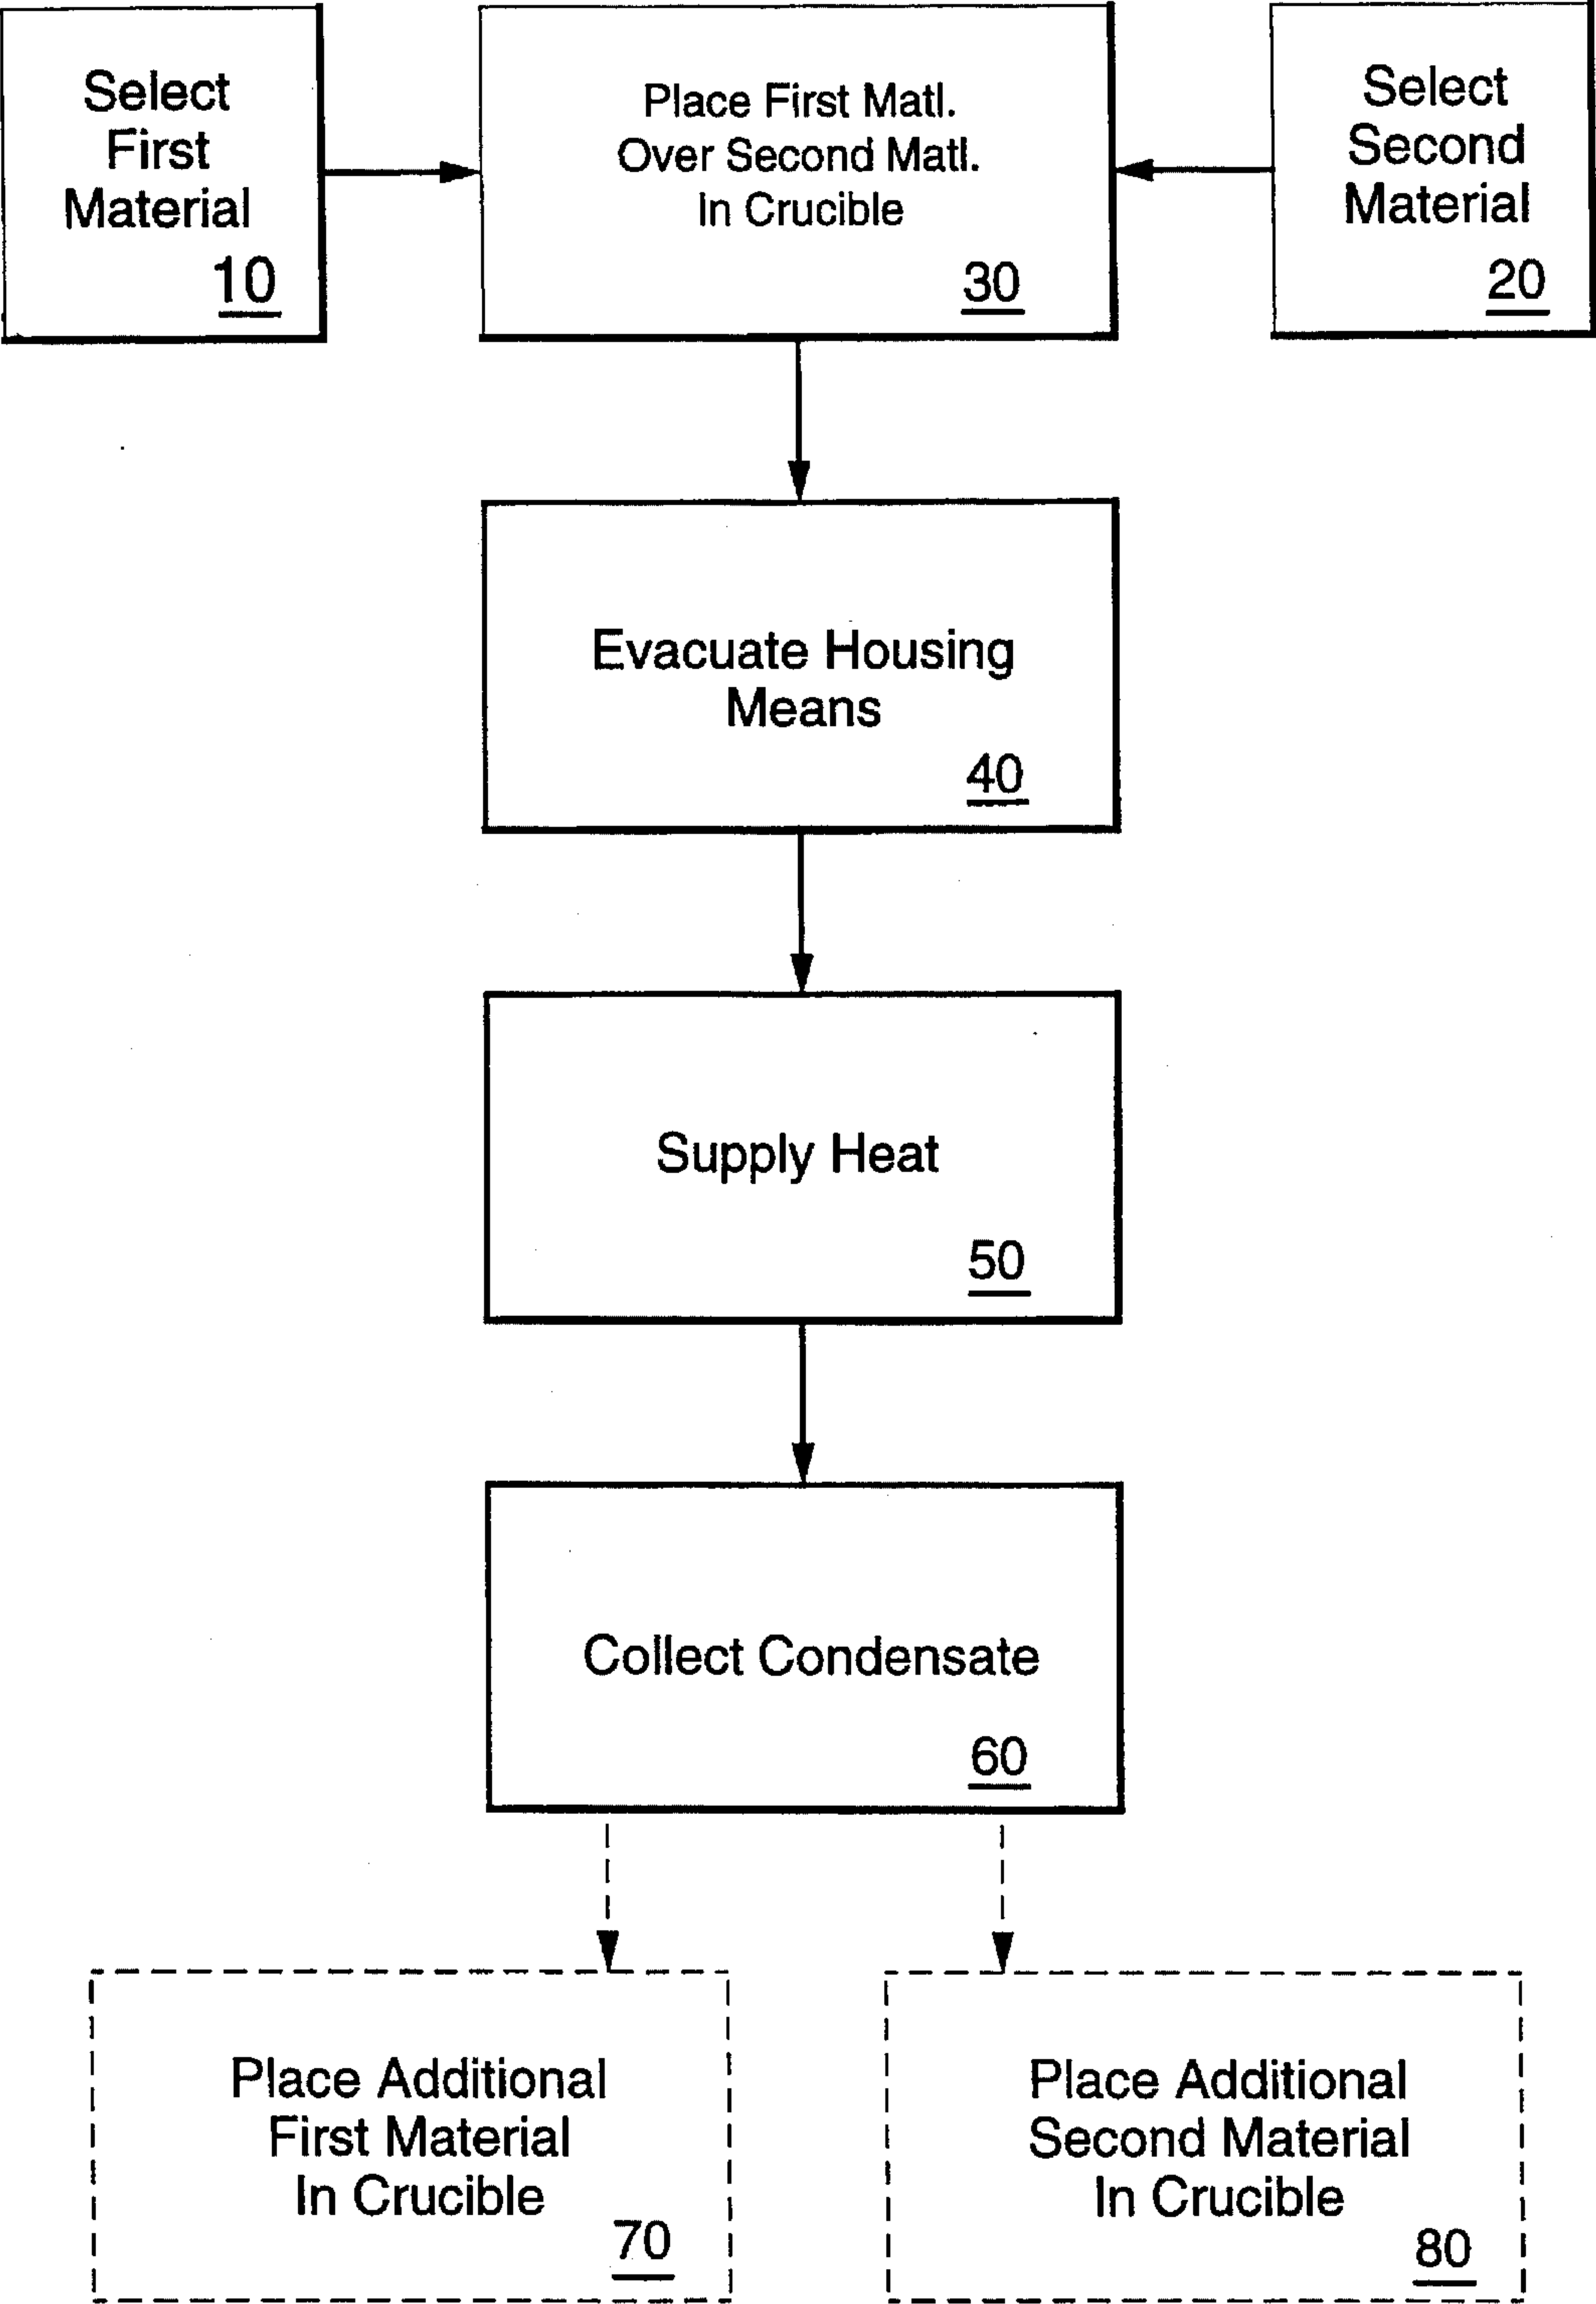 Select
First
Material
10
Place First Matl.
Over Second Matl.
In Crucible
30
Select
Second
Material
20
Evacuate Housing
Means
40
Supply Heat
50
Collect Condensate
60
Place Additional
First Material
In Crucible
70
Place Additional
Second Material
In Crucible
80